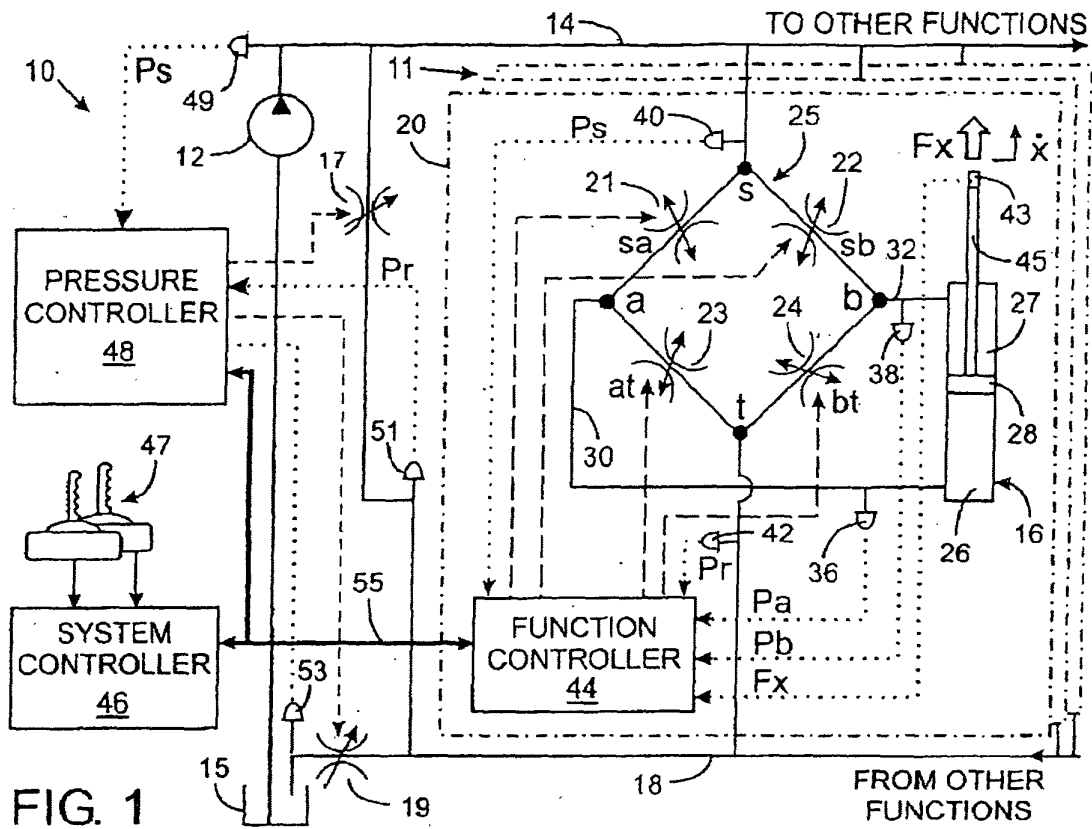 TO OTHER FUNCTIONS
14
11
10
Ps
49
12
17
Pr
20
Ps
40
25
21
22
s
sa
sb
32
Fx
ẋ
43
45
27
PRESSURE
CONTROLLER
48
a
b
23
24
38
at
t
bt
28
30
51
47
26
16
42
36
Pr
55
Pa
Pb
Fx
SYSTEM
CONTROLLER
46
FUNCTION
CONTROLLER
44
53
15
19
18
FROM OTHER
FUNCTIONS
FIG. 1